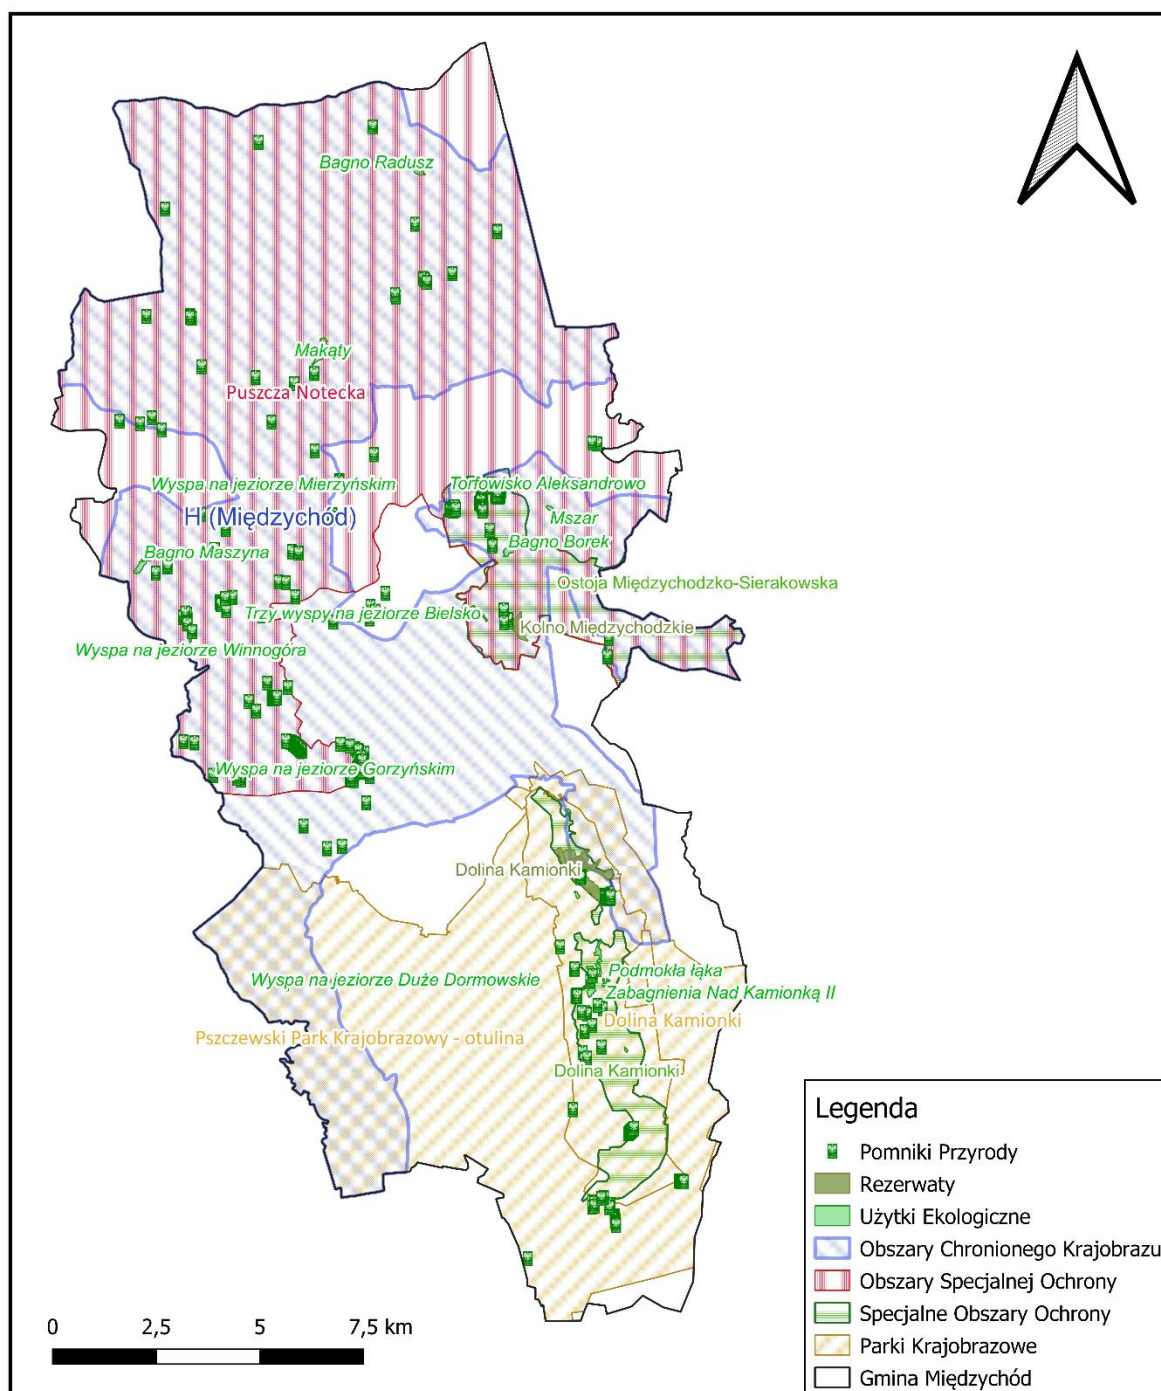 Bagno Radusz
Makąty
Puszcza Notecka
Wyspa na jeziorze Mierzyńskim
Torfowisko Aleksandrowo
H (Międzychód)
Mszar
Bagno Borek
Bagno Maszyna
Ostoja Międzychodzko-Sierakowska
Trzy wyspy na jeziorze Bielsko
Kolno Międzychodzkie
Wyspa na jeziorze Winnogóra
Wyspa na jeziorze Gorzyńskim
Dolina Kamionki
Podmokła łąka
Wyspa na jeziorze Duże Dormowskie
Zabagnienia Nad Kamionką II
Dolina Kamionki
Pszczewski Park Krajobrazowy - otulina
Dolina Kamionki
Legenda
Pomniki Przyrody
Rezerwaty
Użytki Ekologiczne
Obszary Chronionego Krajobrazu
Obszary Specjalnej Ochrony
Specjalne Obszary Ochrony
Parki Krajobrazowe
Gmina Międzychód
0 2,5 5 7,5 km